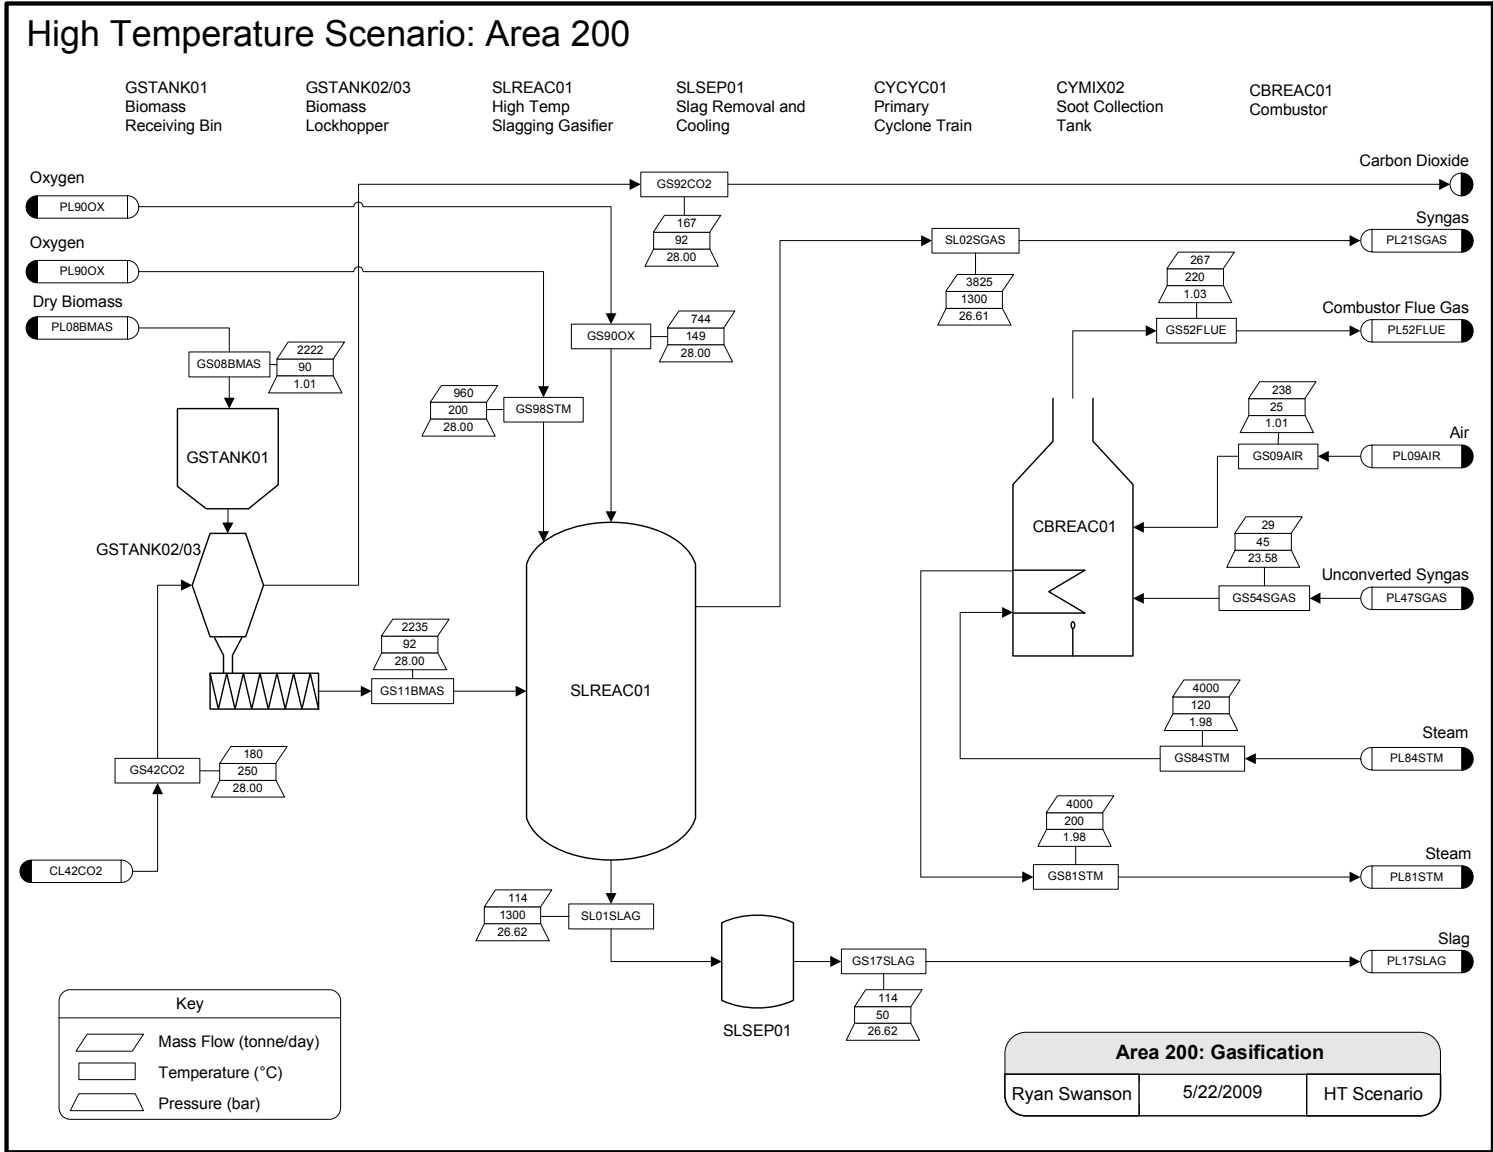 High Temperature Scenario: Area 200
GSTANK01
Biomass
Receiving Bin
GSTANK02/03
Biomass
Lockhopper
SLREAC01
High Temp
Slagging Gasifier
SLSEP01
Slag Removal and
Cooling
CYCYC01
Primary
Cyclone Train
CYMIX02
Soot Collection
Tank
CBREAC01
Combustor
Oxygen
PL90OX
Oxygen
PL90OX
Dry Biomass
PL08BMAS
GS08BMAS
2222
90
1.01
GSTANK01
GSTANK02/03
GS42CO2
180
250
28.00
CL42CO2
GS11BMAS
2235
92
28.00
GS98STM
960
200
28.00
GS90OX
744
149
28.00
GS92CO2
167
92
28.00
Carbon Dioxide
SLREAC01
SL02SGAS
3825
1300
26.61
Syngas
PL21SGAS
267
220
1.03
GS52FLUE
Combustor Flue Gas
PL52FLUE
CBREAC01
238
25
1.01
GS09AIR
Air
PL09AIR
29
45
23.58
GS54SGAS
Unconverted Syngas
PL47SGAS
4000
120
1.98
GS84STM
Steam
PL84STM
4000
200
1.98
GS81STM
Steam
PL81STM
114
1300
26.62
SL01SLAG
SLSEP01
GS17SLAG
114
50
26.62
Slag
PL17SLAG
Key
Mass Flow (tonne/day)
Temperature (°C)
Pressure (bar)
Area 200: Gasification
Ryan Swanson
5/22/2009
HT Scenario